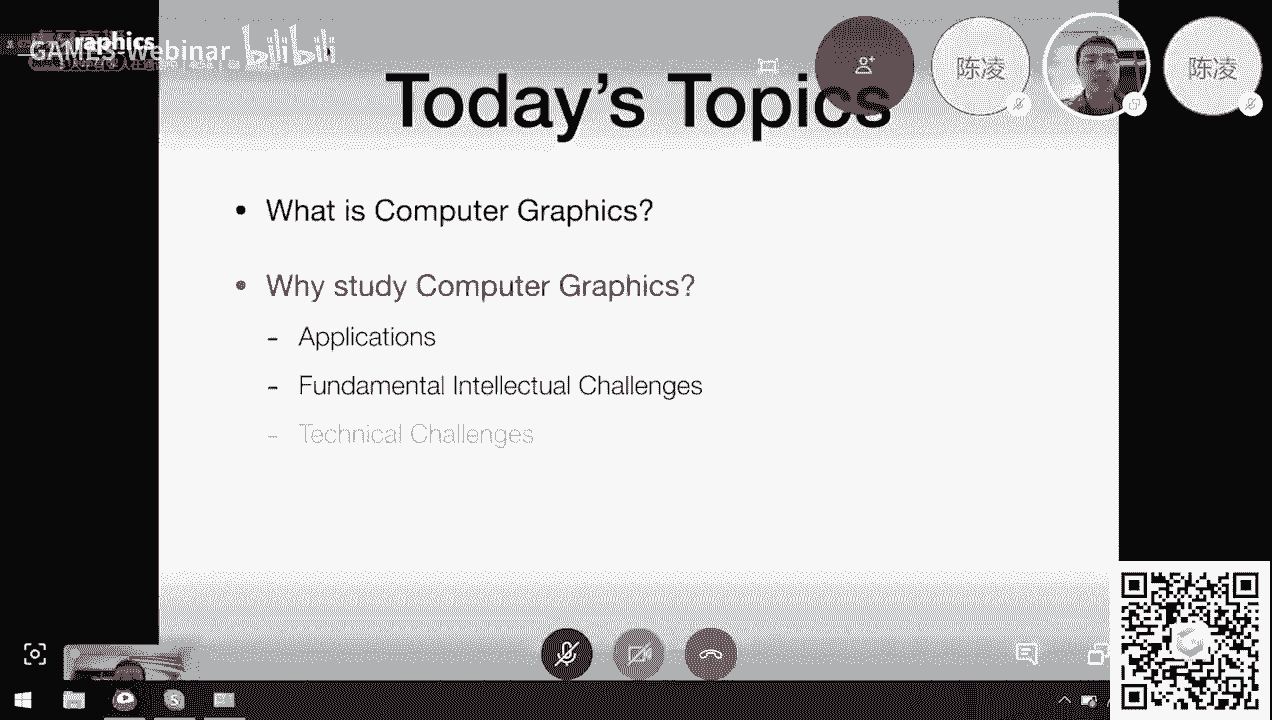 raphics
GAMES-webinar bilibili
陈凌
陈凌
Today's Topics
• What is Computer Graphics?
• Why study Computer Graphics?
- Applications
- Fundamental Intellectual Challenges
- Technical Challenges